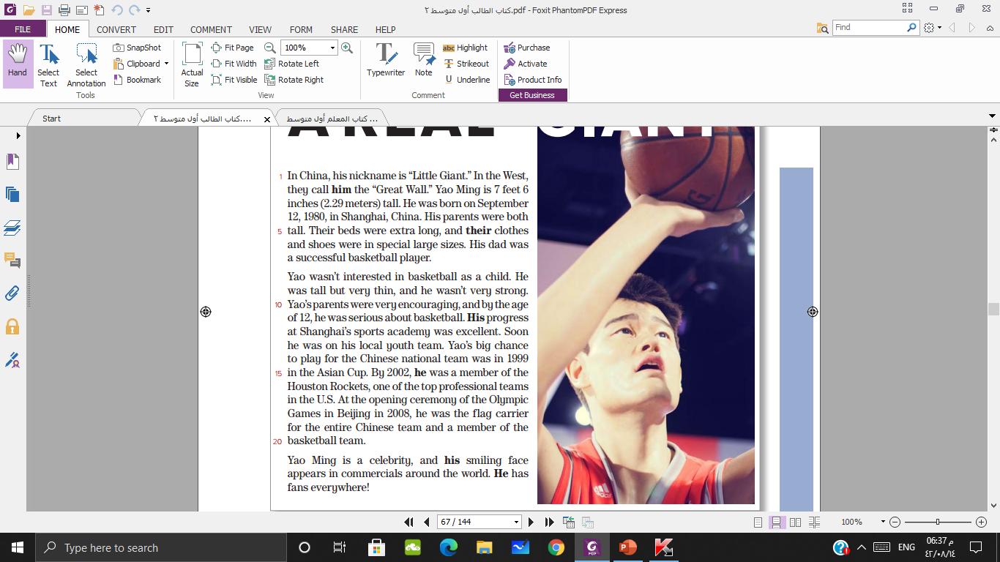 كتاب الطالب أول متوسط ٢.pdf - Foxit PhantomPDF Express
FILE HOME CONVERT EDIT COMMENT VIEW FORM SHARE HELP
Find
Hand
Select Text
Select Annotation
SnapShot
Clipboard
Bookmark
Tools
Actual Size
Fit Page
Fit Width
Fit Visible
100%
Rotate Left
Rotate Right
View
Typewriter
Note
Highlight
Strikeout
Underline
Comment
Purchase
Activate
Product Info
Get Business
Start
كتاب الطالب أول متوسط ٢....
كتاب المعلم أول متوسط ...
A REAL GIANT
1 In China, his nickname is “Little Giant.” In the West,
they call him the “Great Wall.” Yao Ming is 7 feet 6
inches (2.29 meters) tall. He was born on September
12, 1980, in Shanghai, China. His parents were both
5 tall. Their beds were extra long, and their clothes
and shoes were in special large sizes. His dad was
a successful basketball player.
Yao wasn’t interested in basketball as a child. He
was tall but very thin, and he wasn’t very strong.
10 Yao’s parents were very encouraging, and by the age
of 12, he was serious about basketball. His progress
at Shanghai’s sports academy was excellent. Soon
he was on his local youth team. Yao’s big chance
to play for the Chinese national team was in 1999
15 in the Asian Cup. By 2002, he was a member of the
Houston Rockets, one of the top professional teams
in the U.S. At the opening ceremony of the Olympic
Games in Beijing in 2008, he was the flag carrier
for the entire Chinese team and a member of the
20 basketball team.
Yao Ming is a celebrity, and his smiling face
appears in commercials around the world. He has
fans everywhere!
adidas
67 / 144
100%
Type here to search
ENG
06:37 م
٤٢/٠٨/١٤